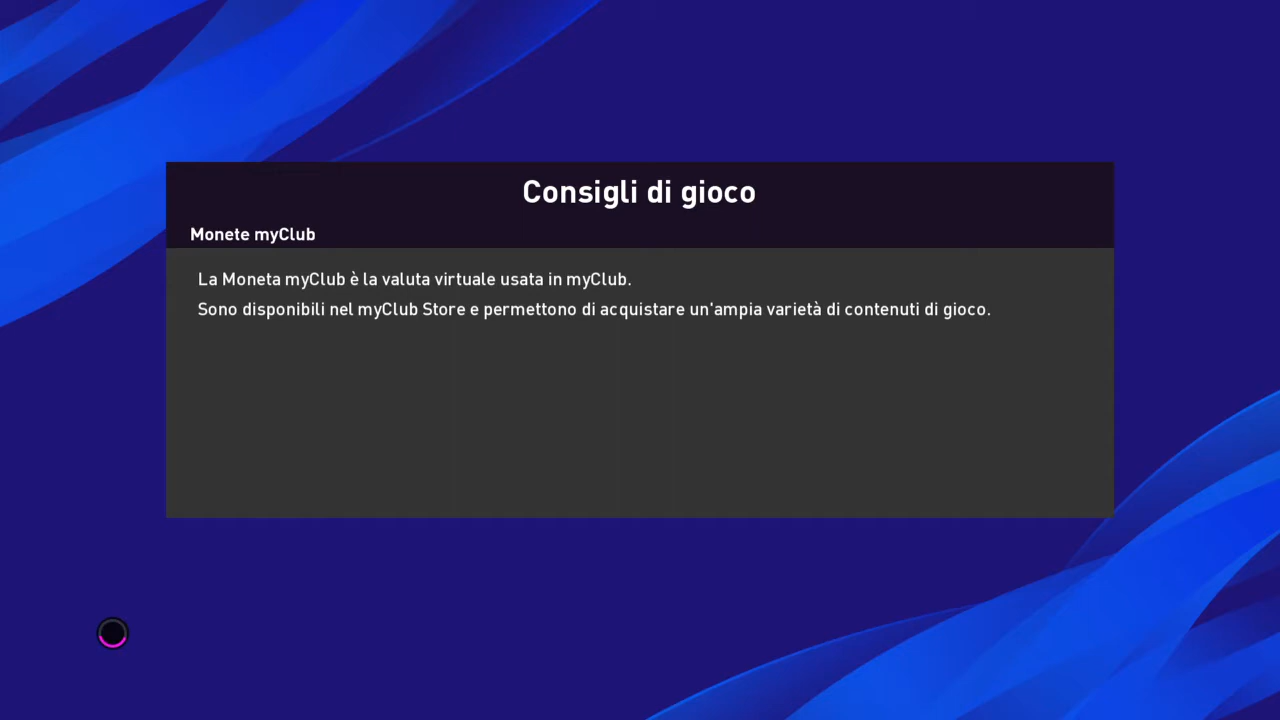 Consigli di gioco
Monete myClub
La Moneta myClub è la valuta virtuale usata in myClub.
Sono disponibili nel myClub Store e permettono di acquistare un'ampia varietà di contenuti di gioco.